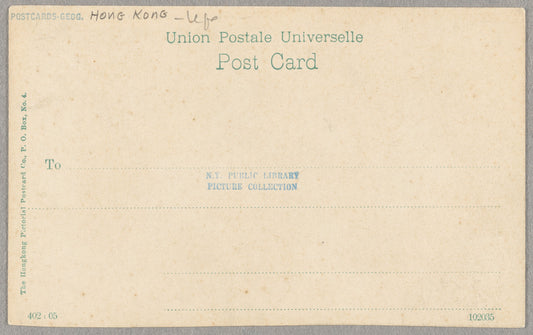 POSTCARDS-GEOG. HONG KONG
Union Postale Universelle
Post Card
The Hongkong Pictorial Postcard Co., P. O. Box, No. 4.
To
N.Y. PUBLIC LIBRARY
PICTURE COLLECTION
402 : 05
102035